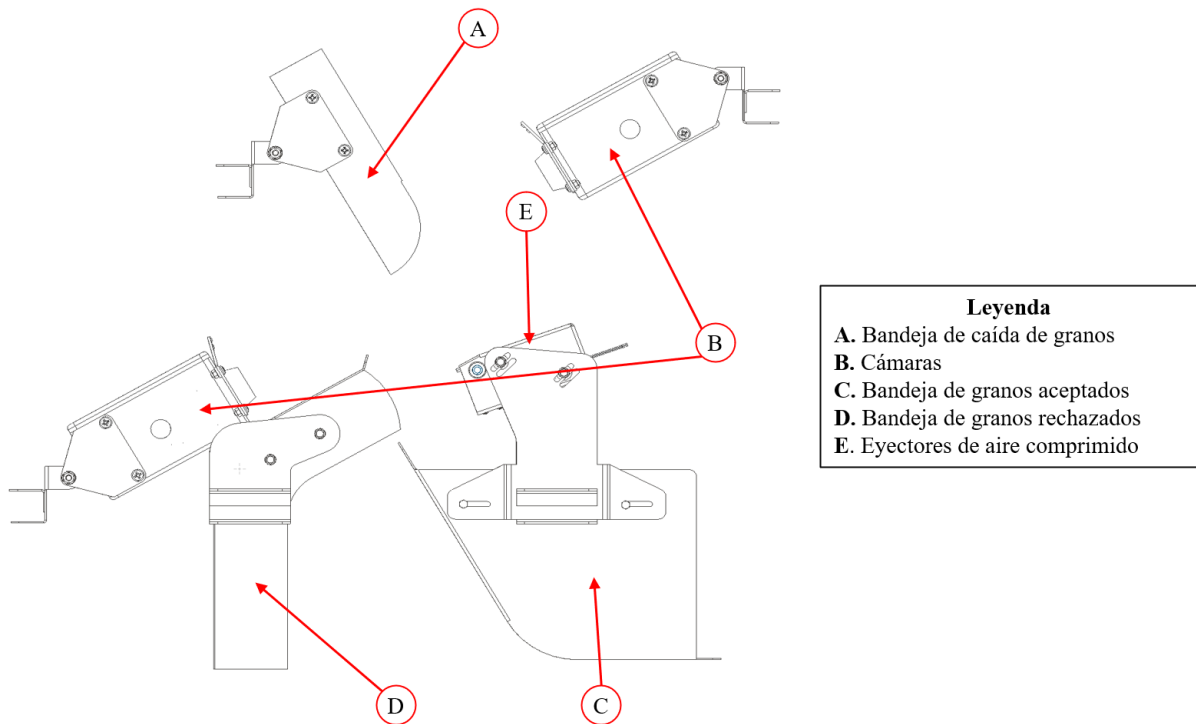 A
E
B
D
C
Leyenda
A. Bandeja de caída de granos
B. Cámaras
C. Bandeja de granos aceptados
D. Bandeja de granos rechazados
E. Eyectores de aire comprimido